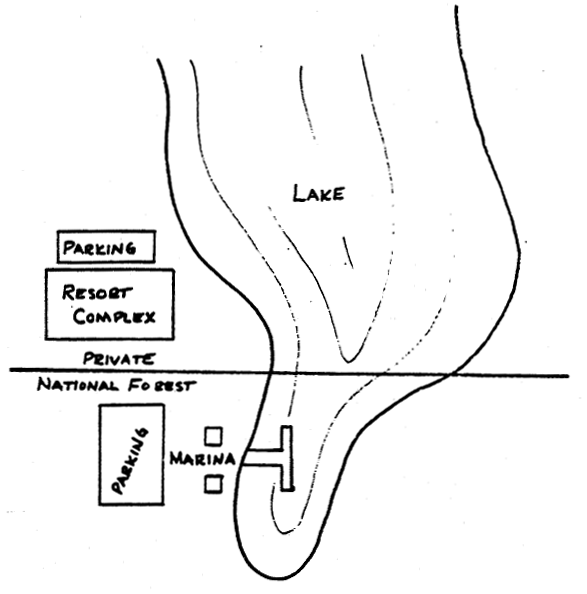 LAKE
PARKING
RESORT
COMPLEX
PRIVATE
NATIONAL FOREST
PARKING
MARINA